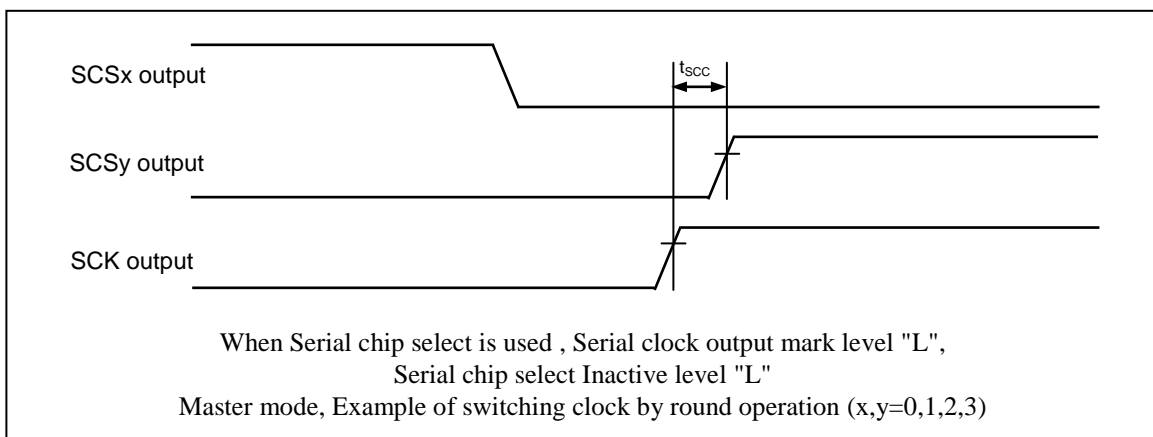 SCSx output
tSCC
SCSy output
SCK output
When Serial chip select is used , Serial clock output mark level "L",
Serial chip select Inactive level "L"
Master mode, Example of switching clock by round operation (x,y=0,1,2,3)